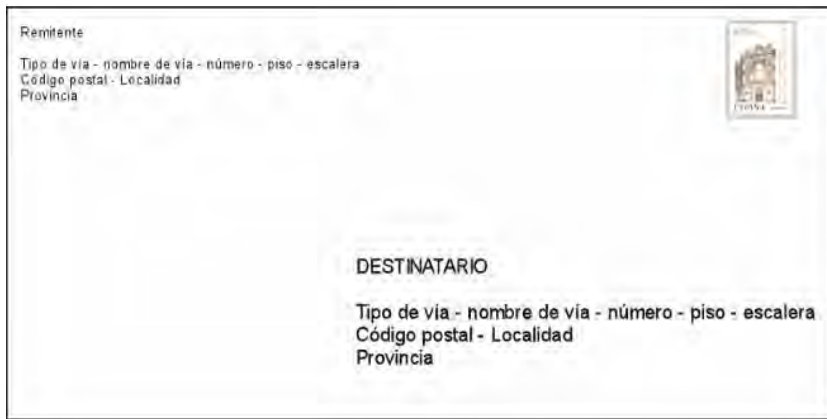 Remitente
Tipo de vía - nombre de vía - número - piso - escalera
Código postal - Localidad
Provincia
ESPAÑA
DESTINATARIO
Tipo de vía - nombre de vía - número - piso - escalera
Código postal - Localidad
Provincia